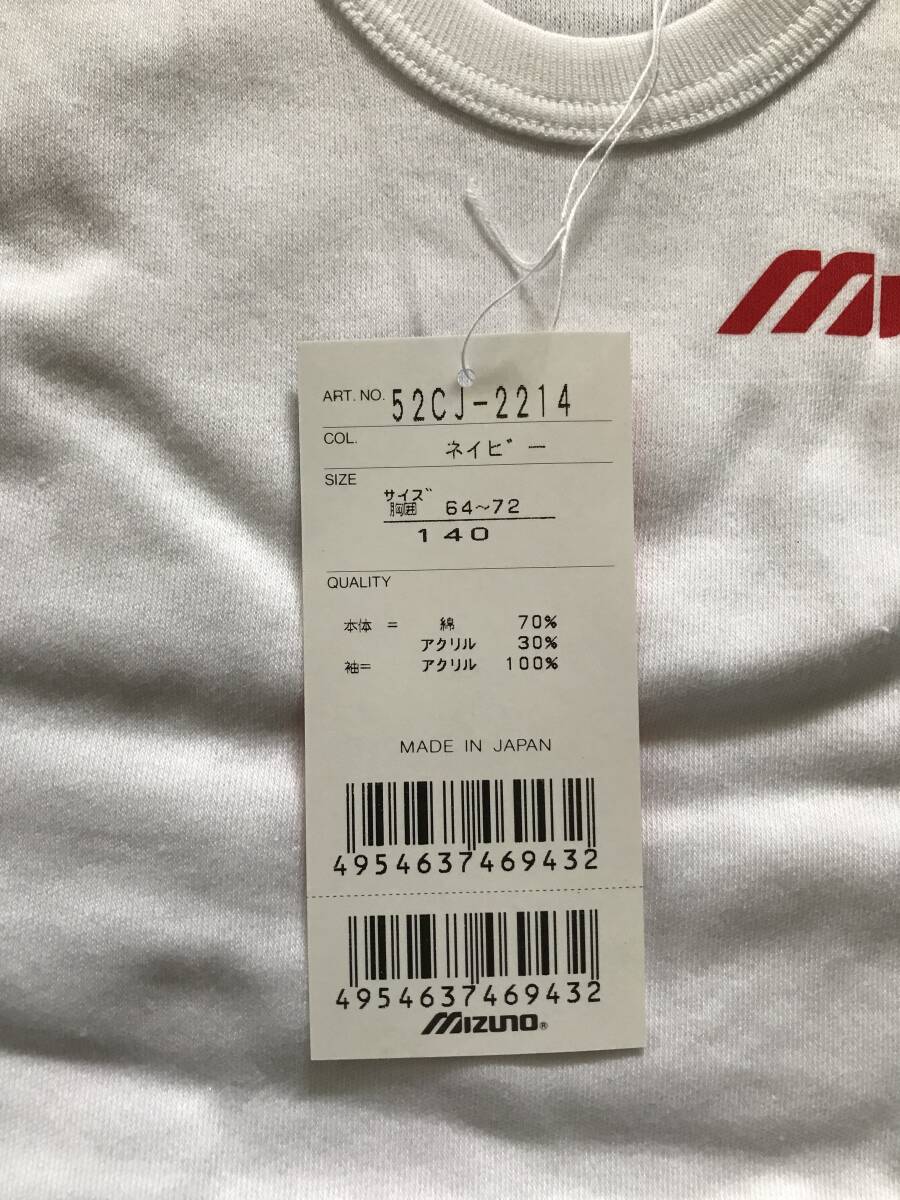 ART. NO. 52CJ-2214
COL. ネイビー
SIZE
サイズ
胸囲 64~72
140
QUALITY
本体 = 綿 70%
アクリル 30%
袖= アクリル 100%
MADE IN JAPAN
4954637469432
4954637469432
MIZUNO®